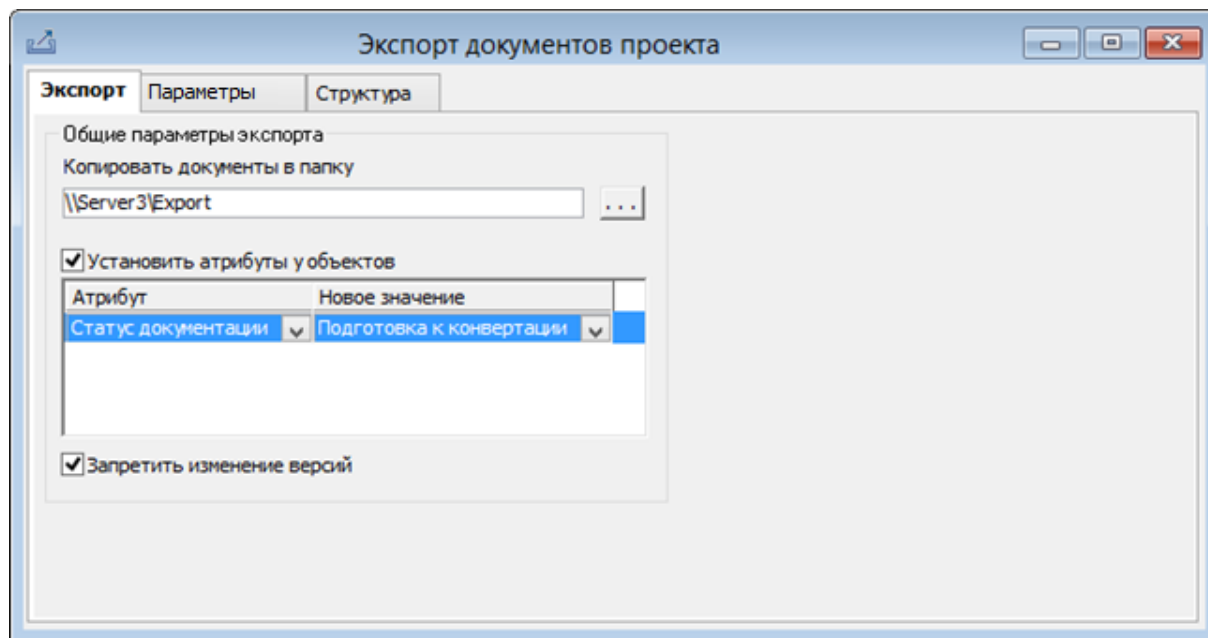 Экспорт документов проекта
Экспорт Параметры Структура
Общие параметры экспорта
Копировать документы в папку
\\Server3\Export ...
Установить атрибуты у объектов
Атрибут Новое значение
Статус документации Подготовка к конвертации
Запретить изменение версий